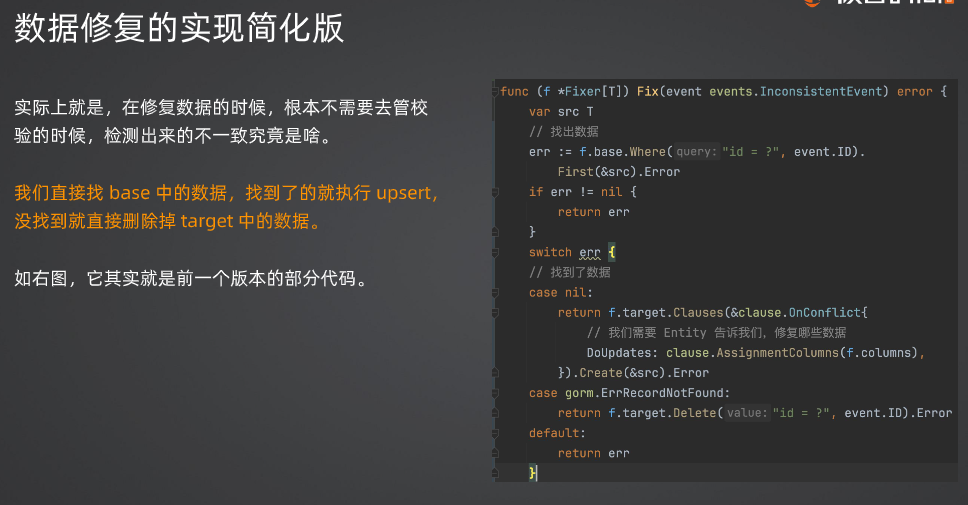 数据修复的实现简化版
实际上就是，在修复数据的时候，根本不需要去管校
验的时候，检测出来的不一致究竟是啥。
我们直接找 base 中的数据，找到了的就执行 upsert，
没找到就直接删除掉 target 中的数据。
如右图，它其实就是前一个版本的部分代码。
func (f *Fixer[T]) Fix(event events.InconsistentEvent) error {
    var src T
    // 找出数据
    err := f.base.Where( query: "id = ?", event.ID).
        First(&src).Error
    if err != nil {
        return err
    }
    switch err {
    // 找到了数据
    case nil:
        return f.target.Clauses(&clause.OnConflict{
            // 我们需要 Entity 告诉我们，修复哪些数据
            DoUpdates: clause.AssignmentColumns(f.columns),
        }).Create(&src).Error
    case gorm.ErrRecordNotFound:
        return f.target.Delete( value: "id = ?", event.ID).Error
    default:
        return err
    }